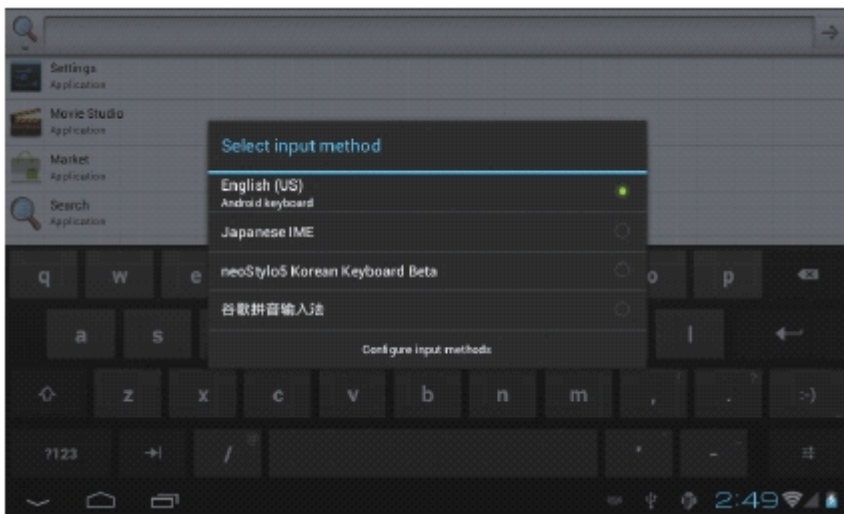 Settings
Application
Movie Studio
Application
Market
Application
Search
Application
Select input method
English (US)
Android keyboard
Japanese IME
neoStylo5 Korean Keyboard Beta
谷歌拼音输入法
Configure input methods
q w e o p
a s l
z x c v b n m , .  :-)
?123 / @ ' -
2:49